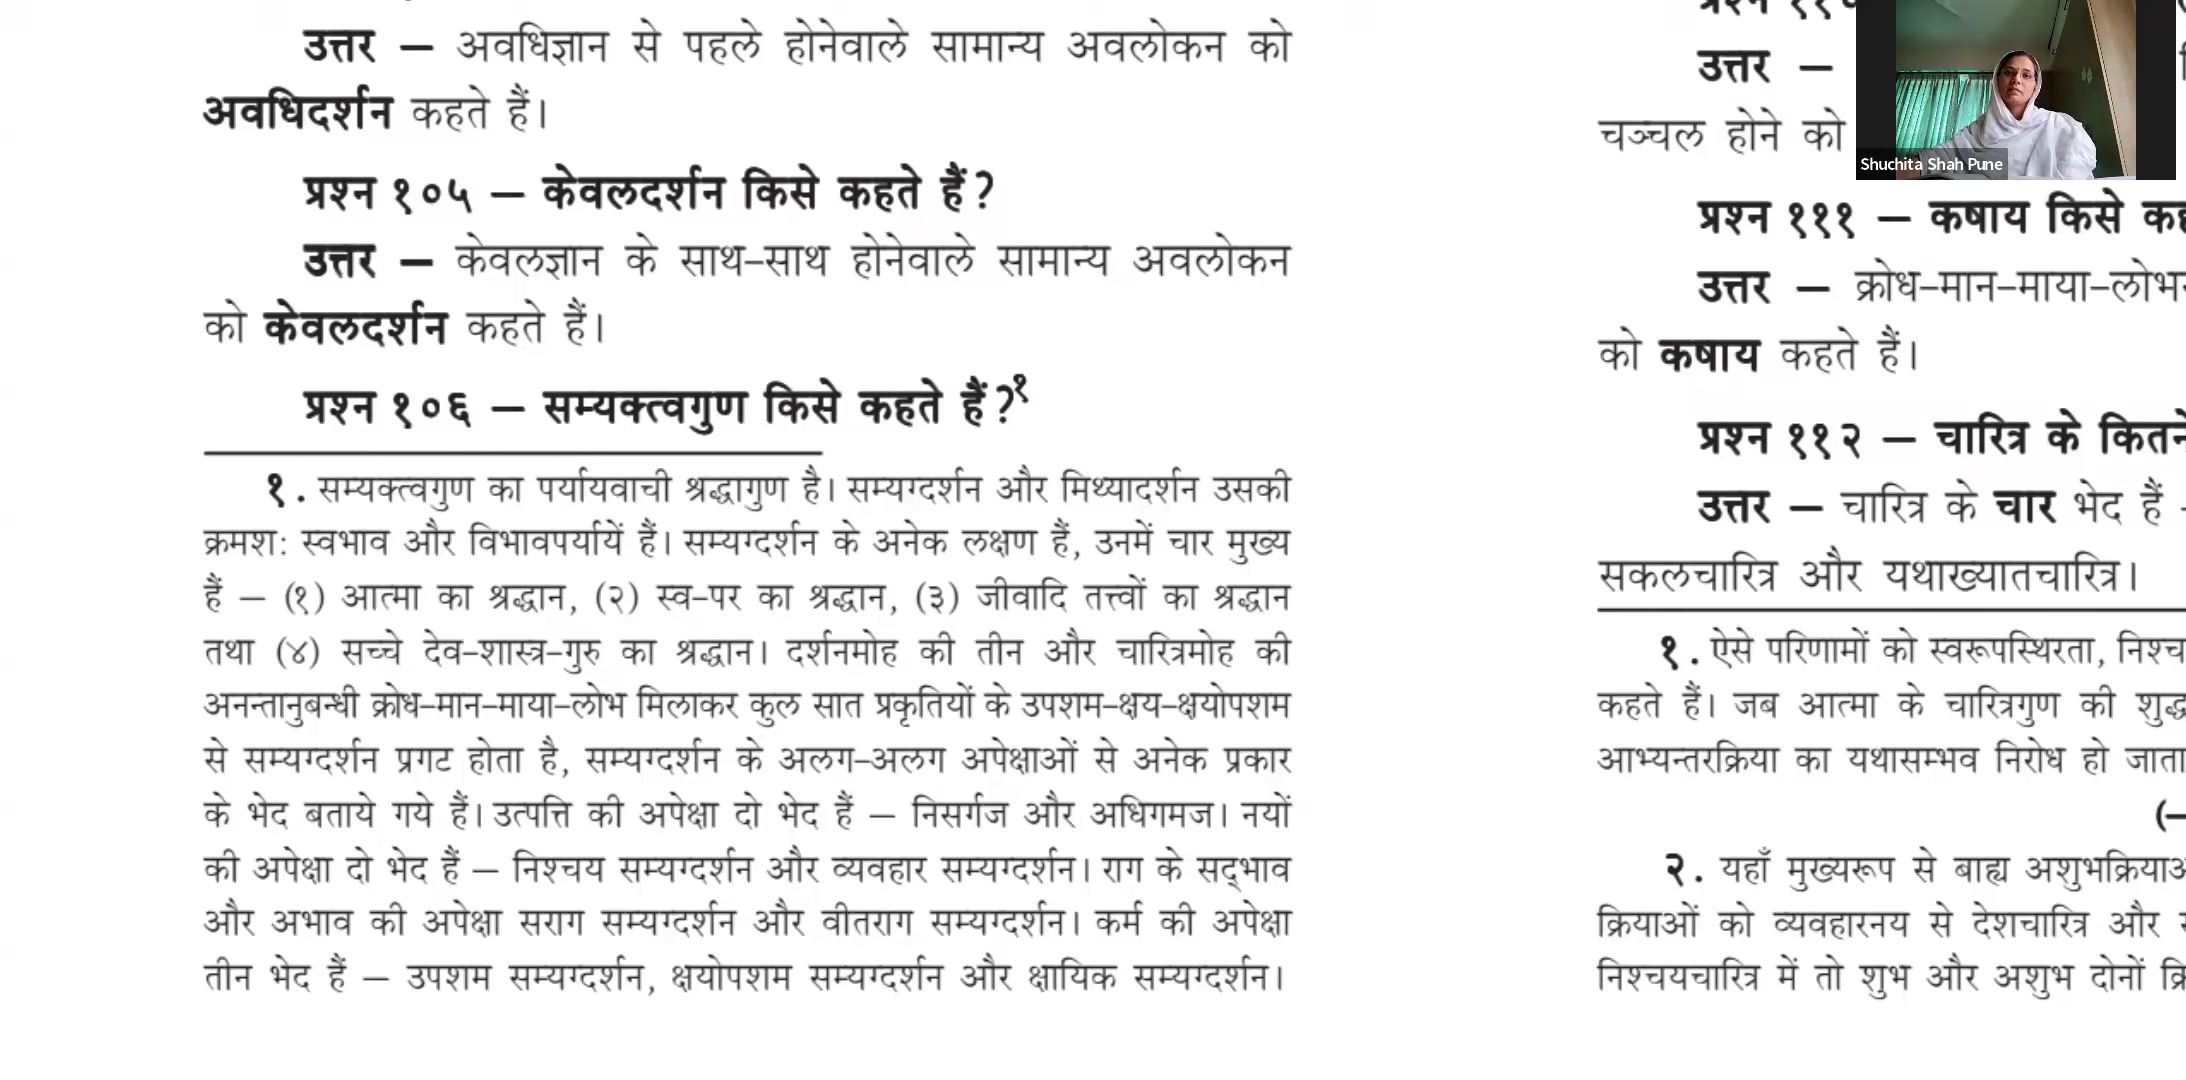 उत्तर – अवधिज्ञान से पहले होनेवाले सामान्य अवलोकन को
अवधिदर्शन कहते हैं।
प्रश्न १०५ – केवलदर्शन किसे कहते हैं?
उत्तर – केवलज्ञान के साथ-साथ होनेवाले सामान्य अवलोकन
को केवलदर्शन कहते हैं।
प्रश्न १०६ – सम्यक्त्वगुण किसे कहते हैं?१
१. सम्यक्त्वगुण का पर्यायवाची श्रद्धागुण है। सम्यग्दर्शन और मिथ्यादर्शन उसकी
क्रमशः स्वभाव और विभावपर्यायें हैं। सम्यग्दर्शन के अनेक लक्षण हैं, उनमें चार मुख्य
हैं – (१) आत्मा का श्रद्धान, (२) स्व-पर का श्रद्धान, (३) जीवादि तत्त्वों का श्रद्धान
तथा (४) सच्चे देव-शास्त्र-गुरु का श्रद्धान। दर्शनमोह की तीन और चारित्रमोह की
अनन्तानुबन्धी क्रोध-मान-माया-लोभ मिलाकर कुल सात प्रकृतियों के उपशम-क्षय-क्षयोपशम
से सम्यग्दर्शन प्रगट होता है, सम्यग्दर्शन के अलग-अलग अपेक्षाओं से अनेक प्रकार
के भेद बताये गये हैं। उत्पत्ति की अपेक्षा दो भेद हैं – निसर्गज और अधिगमज। नयों
की अपेक्षा दो भेद हैं – निश्चय सम्यग्दर्शन और व्यवहार सम्यग्दर्शन। राग के सद्‌भाव
और अभाव की अपेक्षा सराग सम्यग्दर्शन और वीतराग सम्यग्दर्शन। कर्म की अपेक्षा
तीन भेद हैं – उपशम सम्यग्दर्शन, क्षयोपशम सम्यग्दर्शन और क्षायिक सम्यग्दर्शन।
प्रश्न
उत्तर –
चञ्चल होने को
Shuchita Shah Pune
प्रश्न १११ – कषाय किसे
उत्तर – क्रोध-मान-माया-लोभ
को कषाय कहते हैं।
प्रश्न ११२ – चारित्र के
उत्तर – चारित्र के चार भेद हैं –
सकलचारित्र और यथाख्यातचारित्र।
१. ऐसे परिणामों को स्वरूपस्थिरता,
कहते हैं। जब आत्मा के चारित्रगुण की
आभ्यन्तरक्रिया का यथासम्भव निरोध हो जाता
(–
२. यहाँ मुख्यरूप से बाह्य
क्रियाओं को व्यवहारनय से देशचारित्र और
निश्चयचारित्र में तो शुभ और अशुभ दोनों